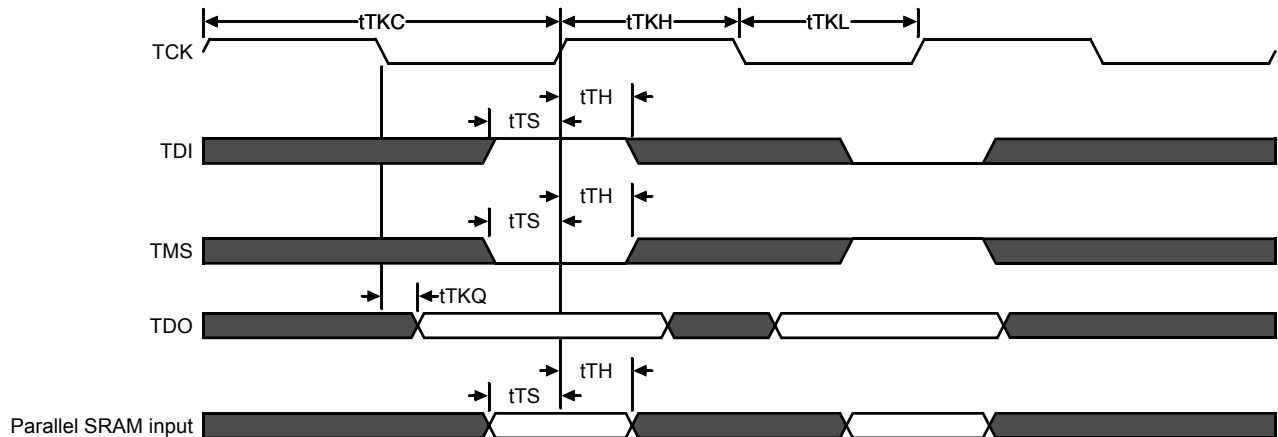 tTKC
tTKH
tTKL
TCK
tTH
tTS
TDI
tTH
tTS
TMS
tTKQ
TDO
tTH
tTS
Parallel SRAM input